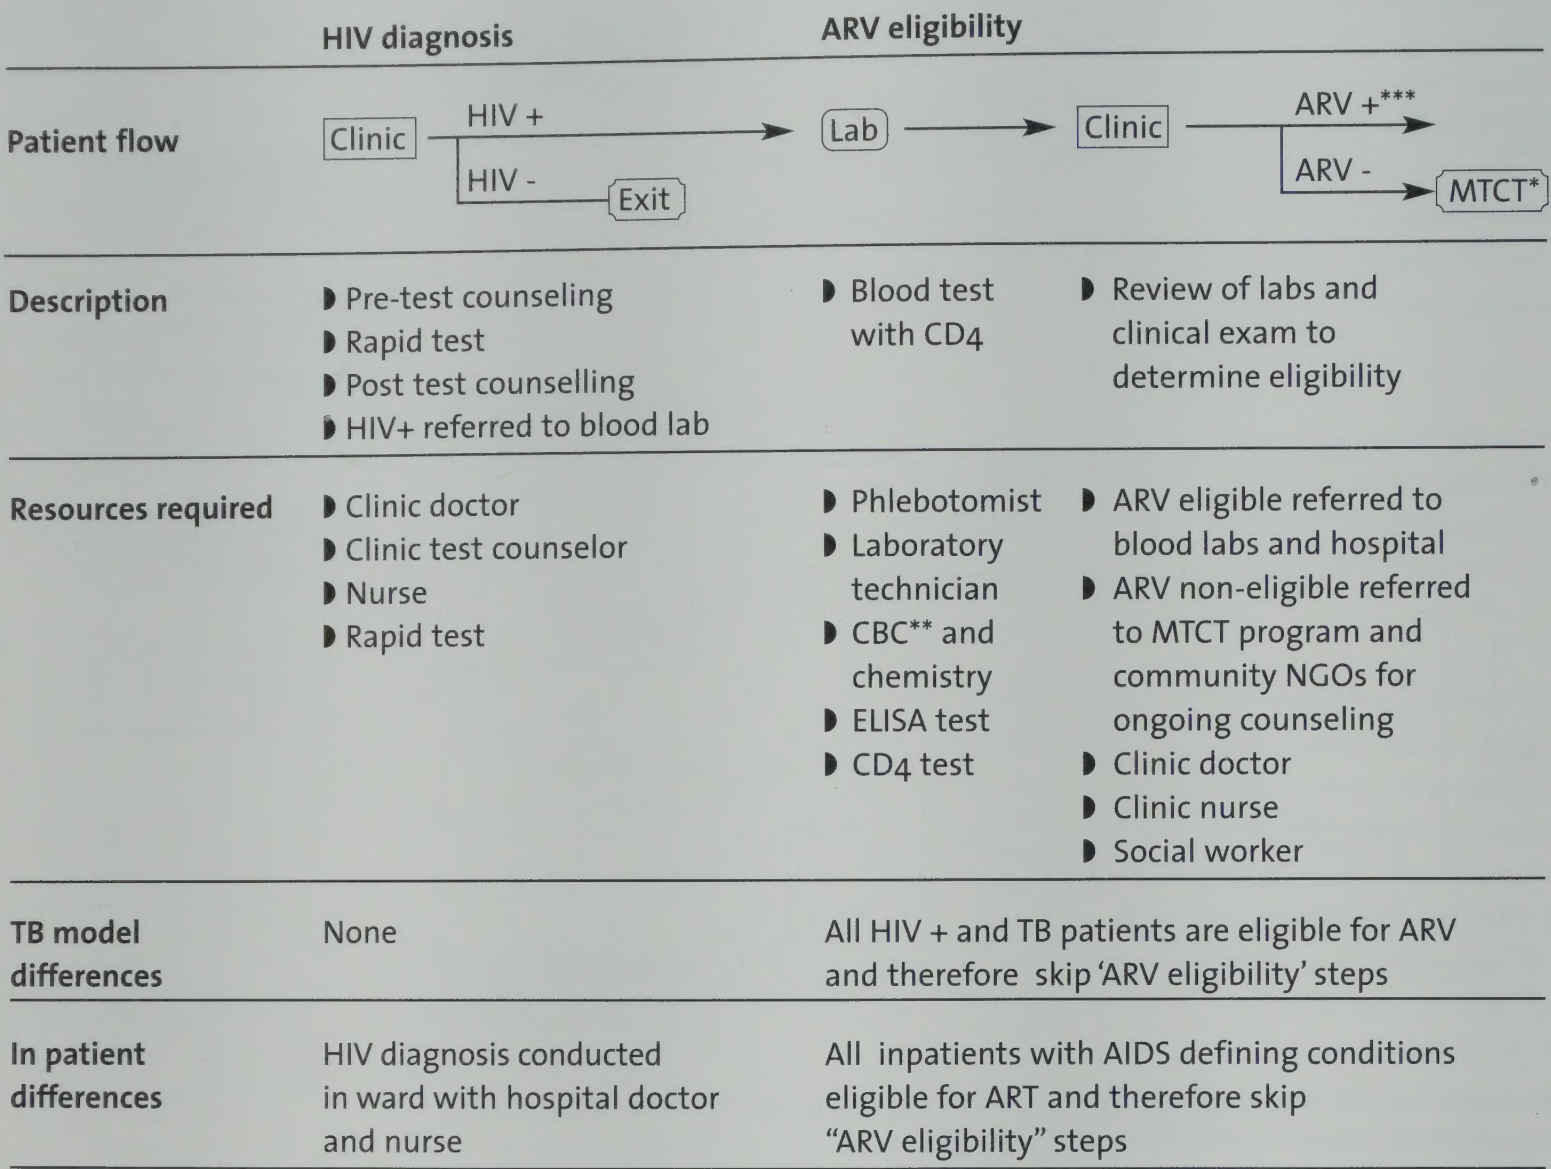 HIV diagnosis ARV eligibility
Patient flow
Clinic
HIV +
HIV -
Exit
Lab
Clinic
ARV +***
ARV -
MTCT*
Description
◗ Pre-test counseling
◗ Rapid test
◗ Post test counselling
◗ HIV+ referred to blood lab
◗ Blood test
with CD4
◗ Review of labs and
clinical exam to
determine eligibility
Resources required
◗ Clinic doctor
◗ Clinic test counselor
◗ Nurse
◗ Rapid test
◗ Phlebotomist
◗ Laboratory
technician
◗ CBC** and
chemistry
◗ ELISA test
◗ CD4 test
◗ ARV eligible referred to
blood labs and hospital
◗ ARV non-eligible referred
to MTCT program and
community NGOs for
ongoing counseling
◗ Clinic doctor
◗ Clinic nurse
◗ Social worker
TB model
differences
None
All HIV + and TB patients are eligible for ARV
and therefore skip ‘ARV eligibility’ steps
In patient
differences
HIV diagnosis conducted
in ward with hospital doctor
and nurse
All inpatients with AIDS defining conditions
eligible for ART and therefore skip
“ARV eligibility” steps